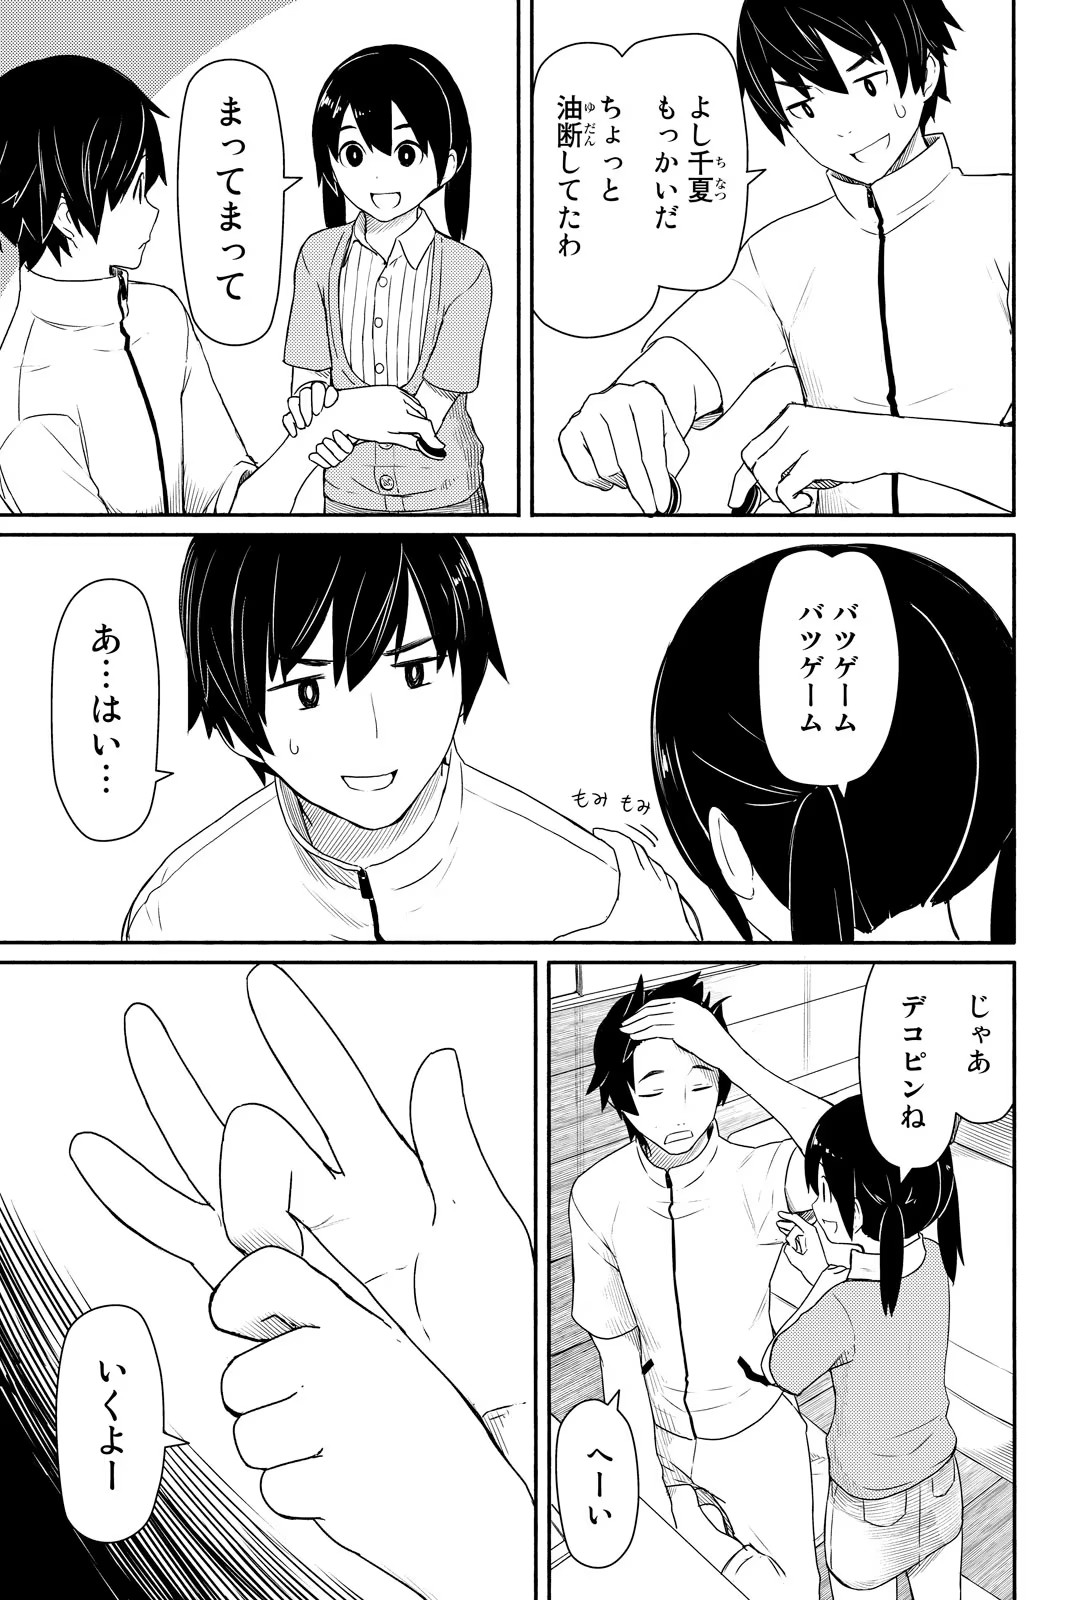 よし千夏
もっかいだ
ちょっと
油断してたわ
まってまって
バツゲーム
バツゲーム
もみもみ
あ…はい…
じゃあ
デコピンね
へーい
いくよー